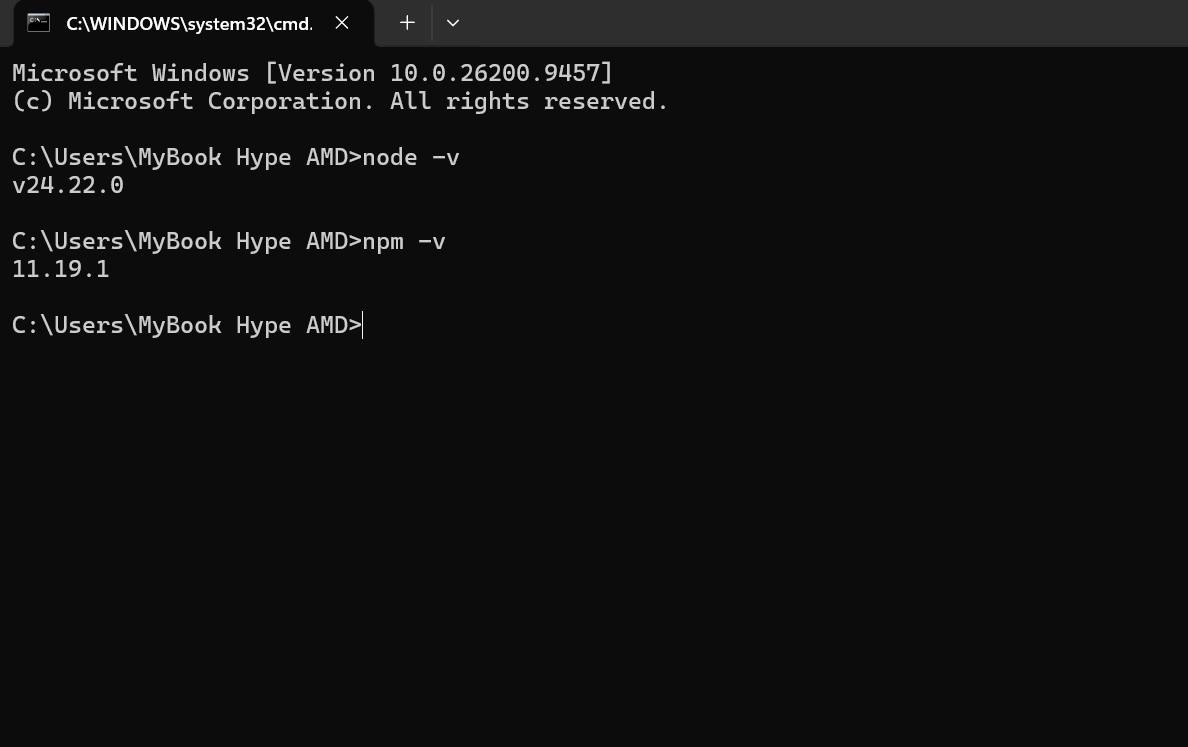 C:\WINDOWS\system32\cmd.
Microsoft Windows [Version 10.0.26200.9457]
(c) Microsoft Corporation. All rights reserved.
C:\Users\MyBook Hype AMD>node -v
v24.22.0
C:\Users\MyBook Hype AMD>npm -v
11.19.1
C:\Users\MyBook Hype AMD>